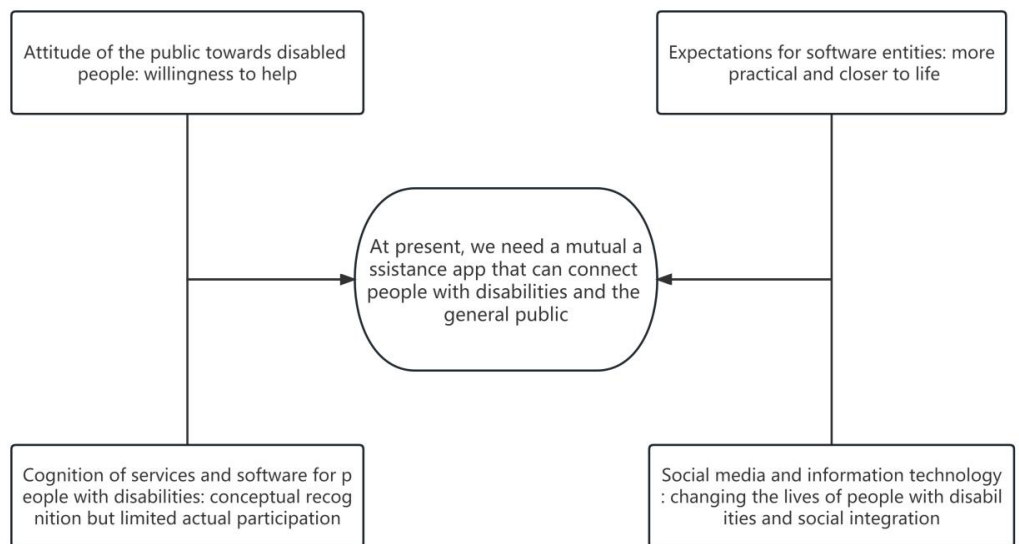 Attitude of the public towards disabled
people: willingness to help
Expectations for software entities: more
practical and closer to life
At present, we need a mutual a
ssistance app that can connect
people with disabilities and the
general public
Cognition of services and software for p
eople with disabilities: conceptual recog
nition but limited actual participation
Social media and information technology
: changing the lives of people with disabil
ities and social integration